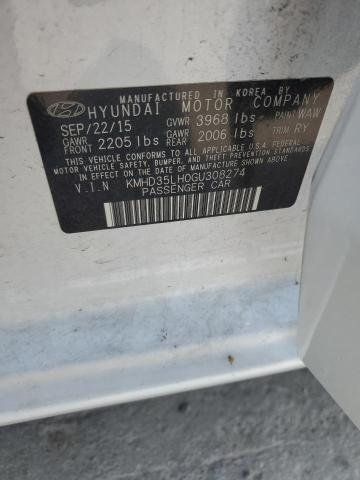 MANUFACTURED IN KOREA BY
HYUNDAI MOTOR COMPANY
SEP/22/15 GVWR 3968 lbs PAINT WAW
GAWR FRONT 2205 lbs GAWR REAR 2006 lbs TRIM RY
THIS VEHICLE CONFORMS TO ALL APPLICABLE U.S.A. FEDERAL
MOTOR VEHICLE SAFETY, BUMPER, AND THEFT PREVENTION STANDARDS
IN EFFECT ON THE DATE OF MANUFACTURE SHOWN ABOVE.
V.I.N KMHD35LH0GU308274
PASSENGER CAR